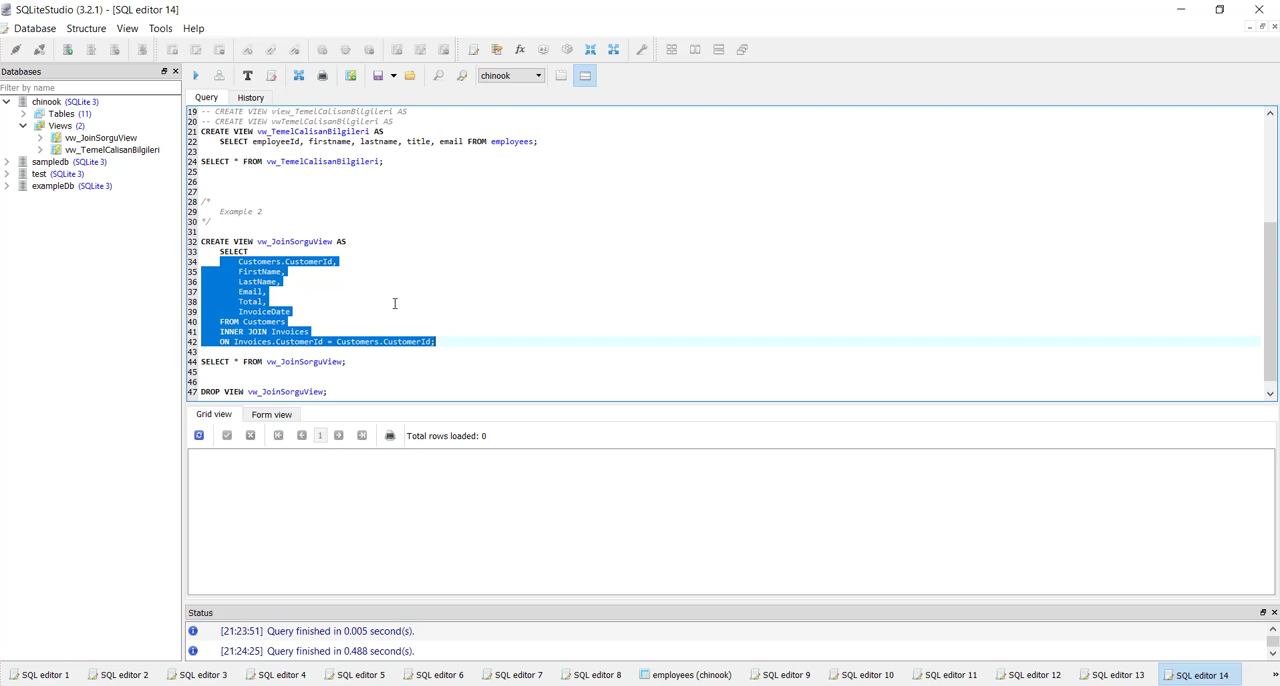 SQLiteStudio (3.2.1) - [SQL editor 14]
Database Structure View Tools Help
Databases
Filter by name
chinook (SQLite 3)
Tables (11)
Views (2)
vw_JoinSorguView
vw_TemelCalisanBilgileri
sampledb (SQLite 3)
test (SQLite 3)
exampleDb (SQLite 3)
chinook
Query History
19 -- CREATE VIEW view_TemelCalisanBilgileri AS
20 -- CREATE VIEW vwTemelCalisanBilgileri AS
21 CREATE VIEW vw_TemelCalisanBilgileri AS
22 SELECT employeeId, firstname, lastname, title, email FROM employees;
23
24 SELECT * FROM vw_TemelCalisanBilgileri;
25
26
27
28 /*
29 Example 2
30 */
31
32 CREATE VIEW vw_JoinSorguView AS
33 SELECT
34 Customers.CustomerId,
35 FirstName,
36 LastName,
37 Email,
38 Total,
39 InvoiceDate
40 FROM Customers
41 INNER JOIN Invoices
42 ON Invoices.CustomerId = Customers.CustomerId;
43
44 SELECT * FROM vw_JoinSorguView;
45
46
47 DROP VIEW vw_JoinSorguView;
Grid view Form view
1 Total rows loaded: 0
Status
[21:23:51] Query finished in 0.005 second(s).
[21:24:25] Query finished in 0.488 second(s).
SQL editor 1 SQL editor 2 SQL editor 3 SQL editor 4 SQL editor 5 SQL editor 6 SQL editor 7 SQL editor 8 employees (chinook) SQL editor 9 SQL editor 10 SQL editor 11 SQL editor 12 SQL editor 13 SQL editor 14